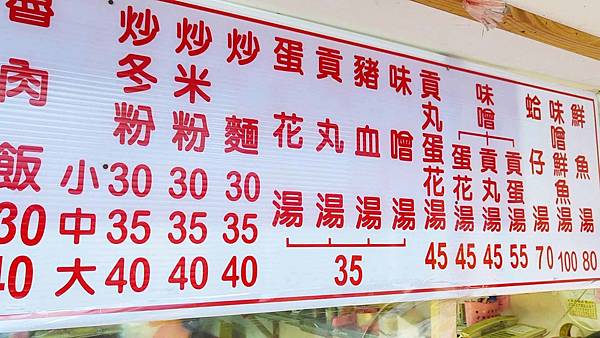 魯肉飯 30 40
小 中 大
炒冬粉 30 35 40
炒米粉 30 35 40
炒麵 30 35 40
蛋花湯
貢丸湯
豬血湯
味噌湯
35
貢丸蛋花湯 45
味噌
蛋花湯 45
貢丸湯 45
貢蛋湯 55
蛤仔湯 70
味噌鮮魚湯 100
鮮魚湯 80